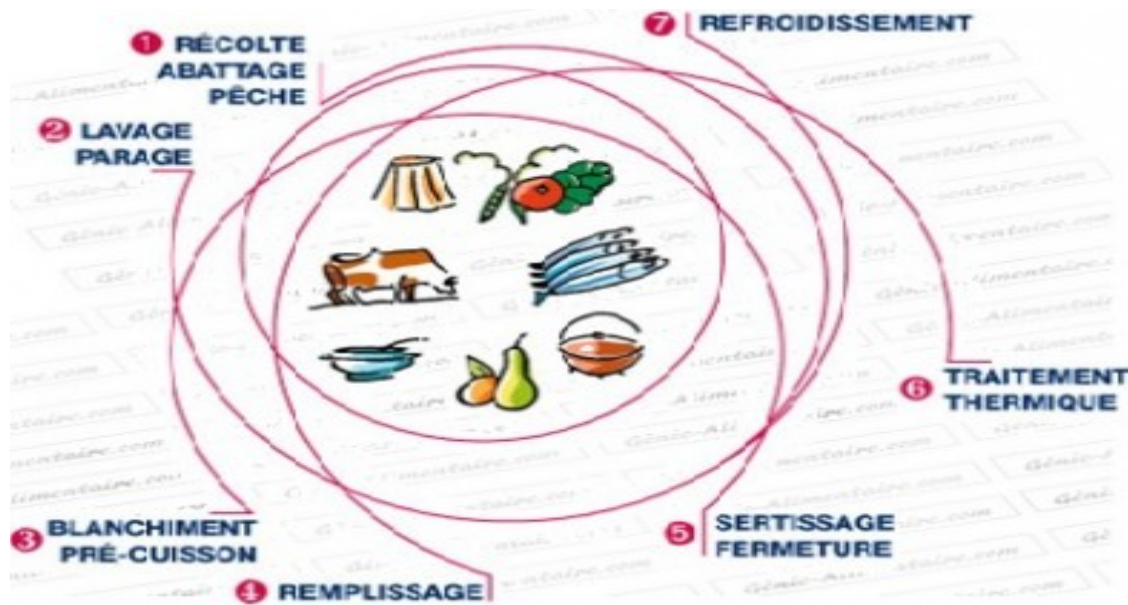 1 RÉCOLTE
ABATTAGE
PÊCHE
2 LAVAGE
PARAGE
3 BLANCHIMENT
PRÉ-CUISSON
4 REMPLISSAGE
5 SERTISSAGE
FERMETURE
6 TRAITEMENT
THERMIQUE
7 REFROIDISSEMENT